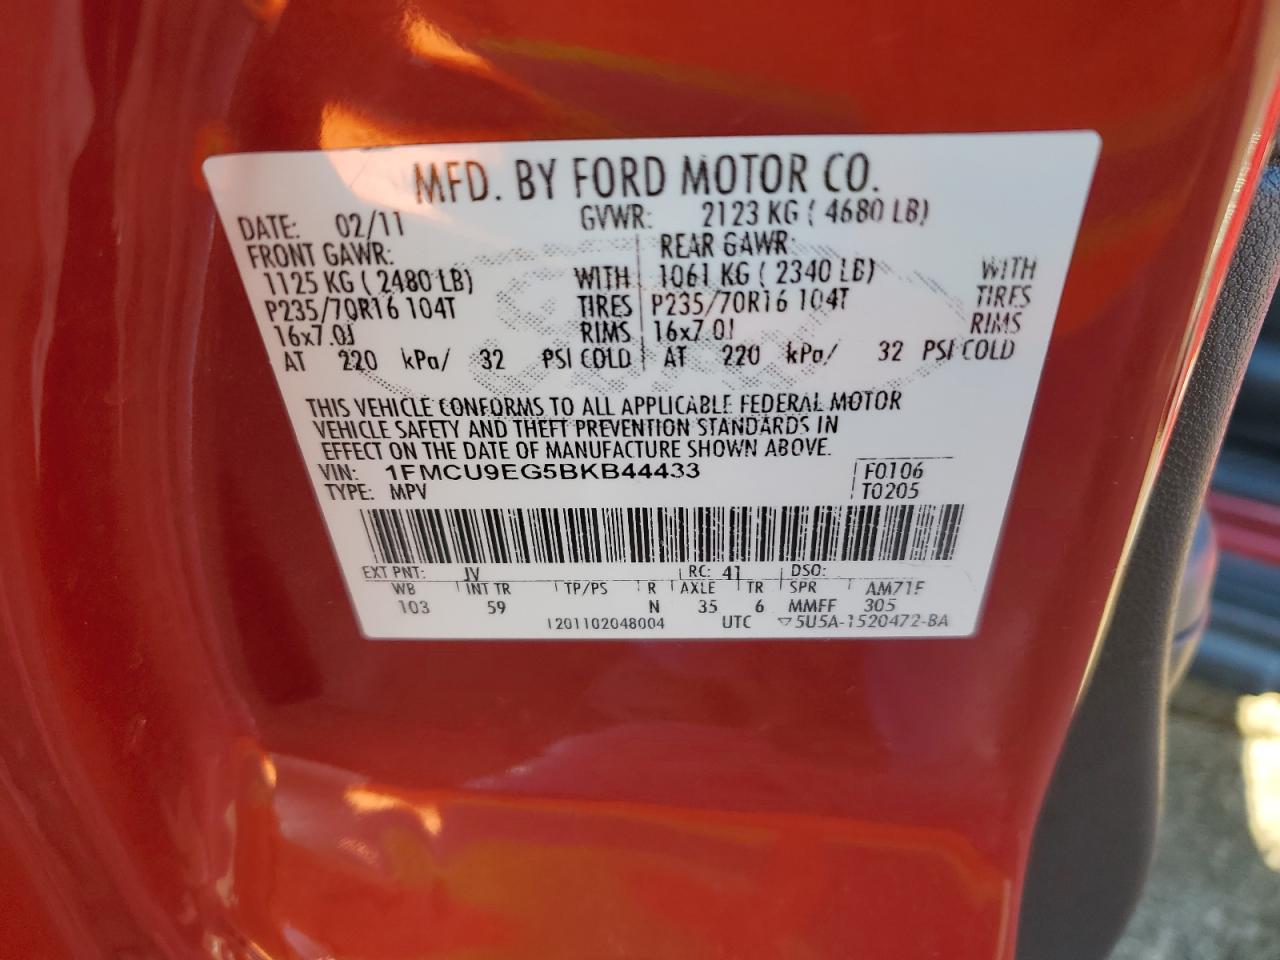 MFD. BY FORD MOTOR CO.
DATE: 02/11 GVWR: 2123 KG ( 4680 LB)
FRONT GAWR: REAR GAWR:
1125 KG ( 2480 LB) WITH 1061 KG ( 2340 LB) WITH
P235/70R16 104T TIRES P235/70R16 104T TIRES
16x7.0J RIMS 16x7.0J RIMS
AT 220 kPa/ 32 PSI COLD AT 220 kPa/ 32 PSI COLD
THIS VEHICLE CONFORMS TO ALL APPLICABLE FEDERAL MOTOR
VEHICLE SAFETY AND THEFT PREVENTION STANDARDS IN
EFFECT ON THE DATE OF MANUFACTURE SHOWN ABOVE.
VIN: 1FMCU9EG5BKB44433 F0106
TYPE: MPV T0205
EXT PNT: JV RC: 41 DSO:
WB INT TR TP/PS R AXLE TR SPR AM71F
103 59 N 35 6 MMFF 305
1201102048004 UTC ▽5U5A-1520472-BA